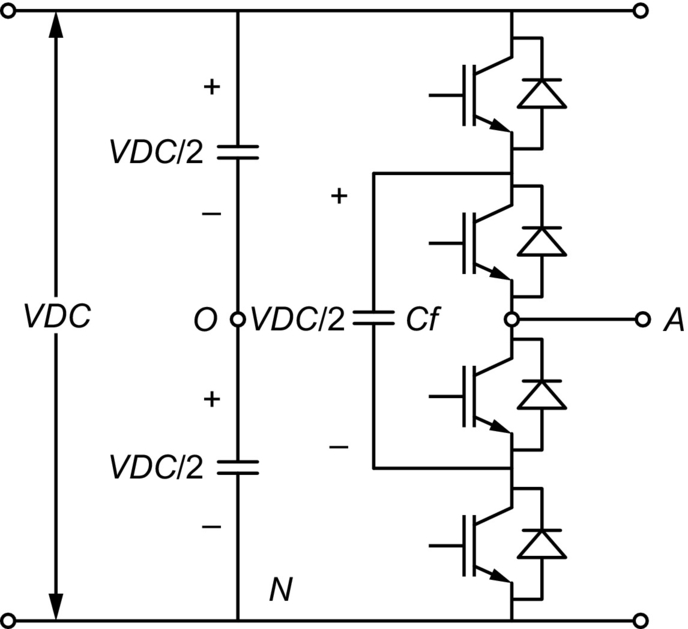 +
VDC/2
–
+
VDC
O
VDC/2
Cf
A
+
–
VDC/2
–
N